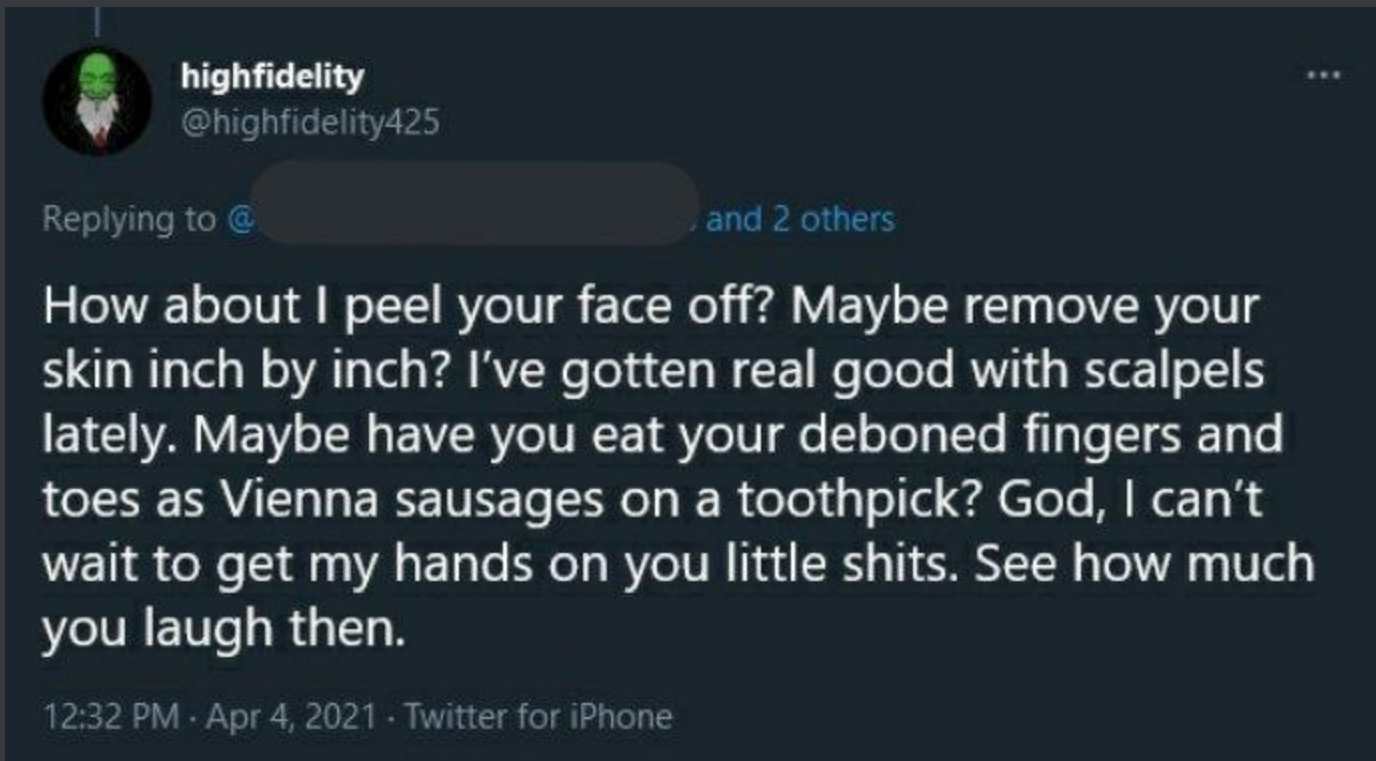 highfidelity
@highfidelity425
Replying to @ and 2 others
How about I peel your face off? Maybe remove your
skin inch by inch? I've gotten real good with scalpels
lately. Maybe have you eat your deboned fingers and
toes as Vienna sausages on a toothpick? God, I can't
wait to get my hands on you little shits. See how much
you laugh then.
12:32 PM · Apr 4, 2021 · Twitter for iPhone